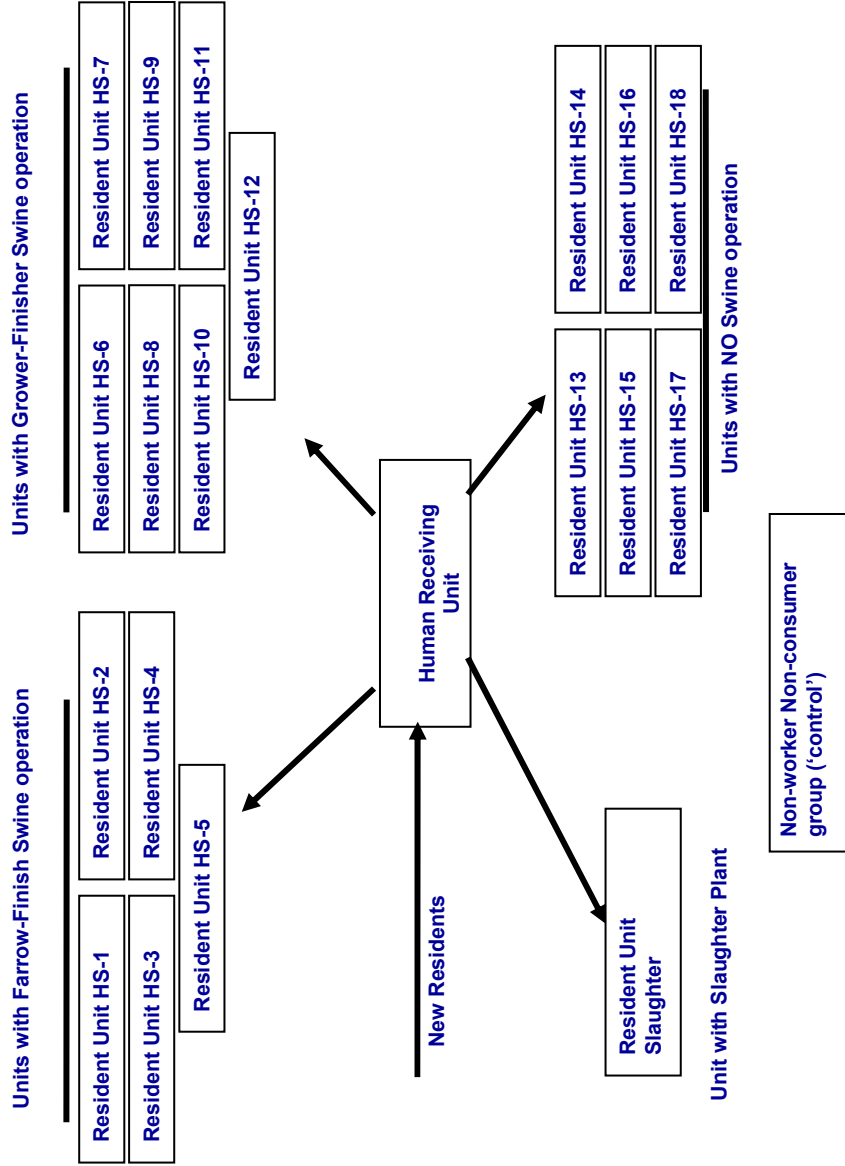 Units with Farrow-Finish Swine operation
Resident Unit HS-1
Resident Unit HS-2
Resident Unit HS-3
Resident Unit HS-4
Resident Unit HS-5
Units with Grower-Finisher Swine operation
Resident Unit HS-6
Resident Unit HS-7
Resident Unit HS-8
Resident Unit HS-9
Resident Unit HS-10
Resident Unit HS-11
Resident Unit HS-12
New Residents
Human Receiving
Unit
Resident Unit
Slaughter
Unit with Slaughter Plant
Resident Unit HS-13
Resident Unit HS-14
Resident Unit HS-15
Resident Unit HS-16
Resident Unit HS-17
Resident Unit HS-18
Units with NO Swine operation
Non-worker Non-consumer
group (‘control’)